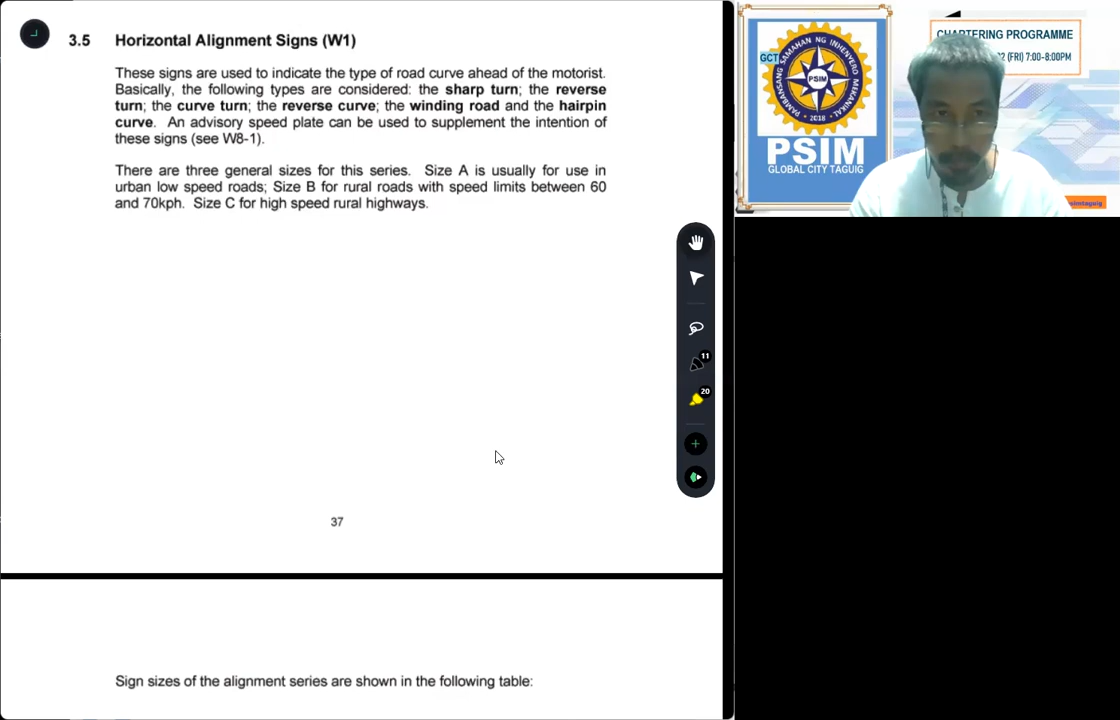 3.5 Horizontal Alignment Signs (W1)
These signs are used to indicate the type of road curve ahead of the motorist.
Basically, the following types are considered: the sharp turn; the reverse
turn; the curve turn; the reverse curve; the winding road and the hairpin
curve. An advisory speed plate can be used to supplement the intention of
these signs (see W8-1).
There are three general sizes for this series. Size A is usually for use in
urban low speed roads; Size B for rural roads with speed limits between 60
and 70kph. Size C for high speed rural highways.
37
Sign sizes of the alignment series are shown in the following table:
11
20
GCT
PAMBANSANG SAMAHAN NG INHENYERO MEKANIKAL
PSIM
2018
PSIM
GLOBAL CITY TAGUIG
CHARTERING PROGRAMME
(FRI) 7:00-8:00PM